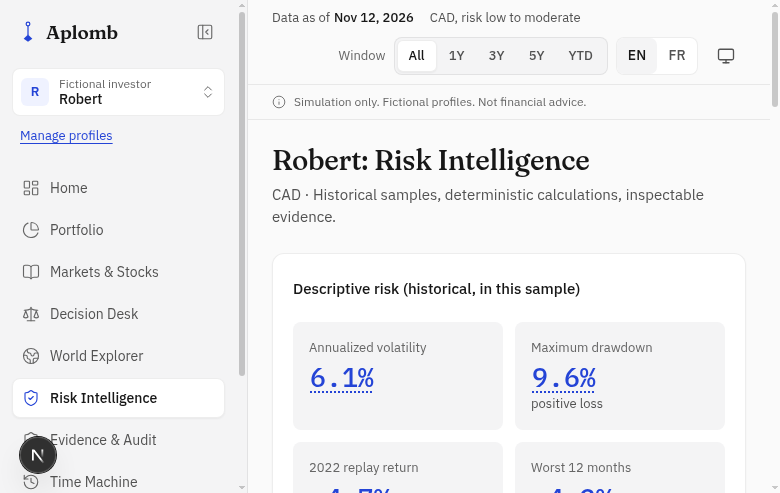 Data as of Nov 12, 2026 CAD, risk low to moderate
Aplomb
Window All 1Y 3Y 5Y YTD EN FR
R
Fictional investor
Robert
Manage profiles
Simulation only. Fictional profiles. Not financial advice.
Home
Portfolio
Markets & Stocks
Decision Desk
World Explorer
Risk Intelligence
Evidence & Audit
N
Time Machine
Robert: Risk Intelligence
CAD · Historical samples, deterministic calculations, inspectable
evidence.
Descriptive risk (historical, in this sample)
Annualized volatility
6.1%
Maximum drawdown
9.6%
positive loss
2022 replay return
Worst 12 months